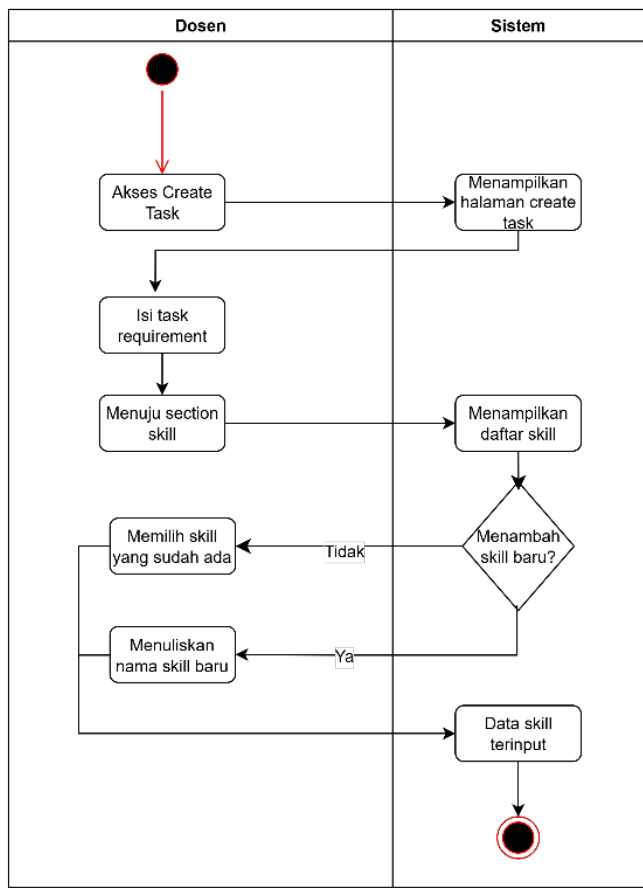 Dosen
Sistem
Akses Create
Task
Menampilkan
halaman create
task
Isi task
requirement
Menuju section
skill
Menampilkan
daftar skill
Menambah
skill baru?
Tidak
Memilih skill
yang sudah ada
Ya
Menuliskan
nama skill baru
Data skill
terinput